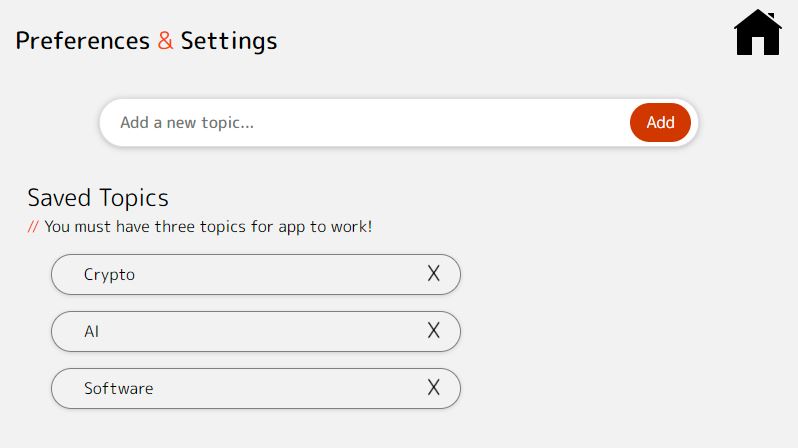 Preferences & Settings
Add a new topic...
Add
Saved Topics
// You must have three topics for app to work!
Crypto
X
AI
X
Software
X